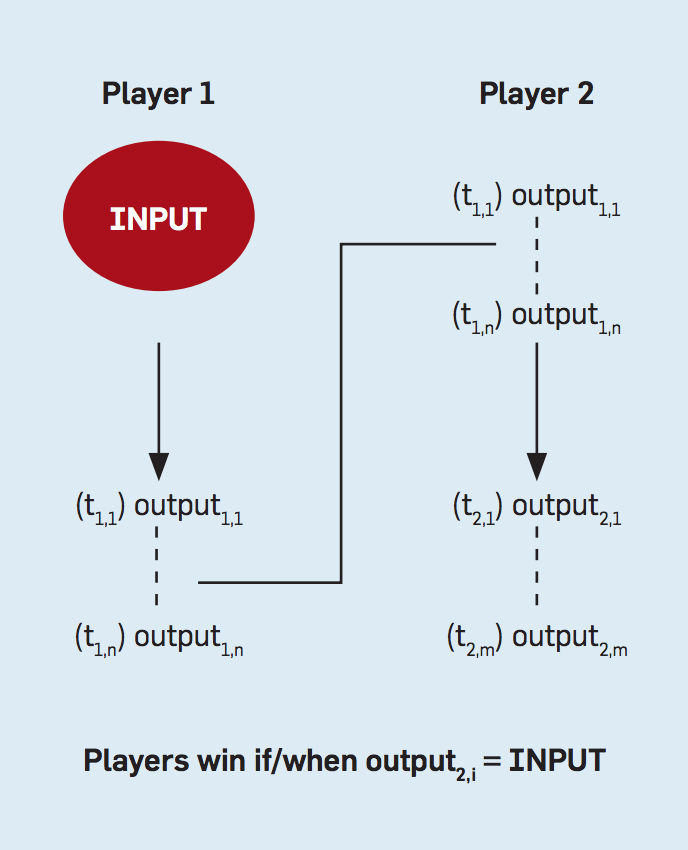 Player 1
Player 2
INPUT
(t1,1) output1,1
(t1,n) output1,n
(t1,1) output1,1
(t1,n) output1,n
(t2,1) output2,1
(t2,m) output2,m
Players win if/when output2,i = INPUT